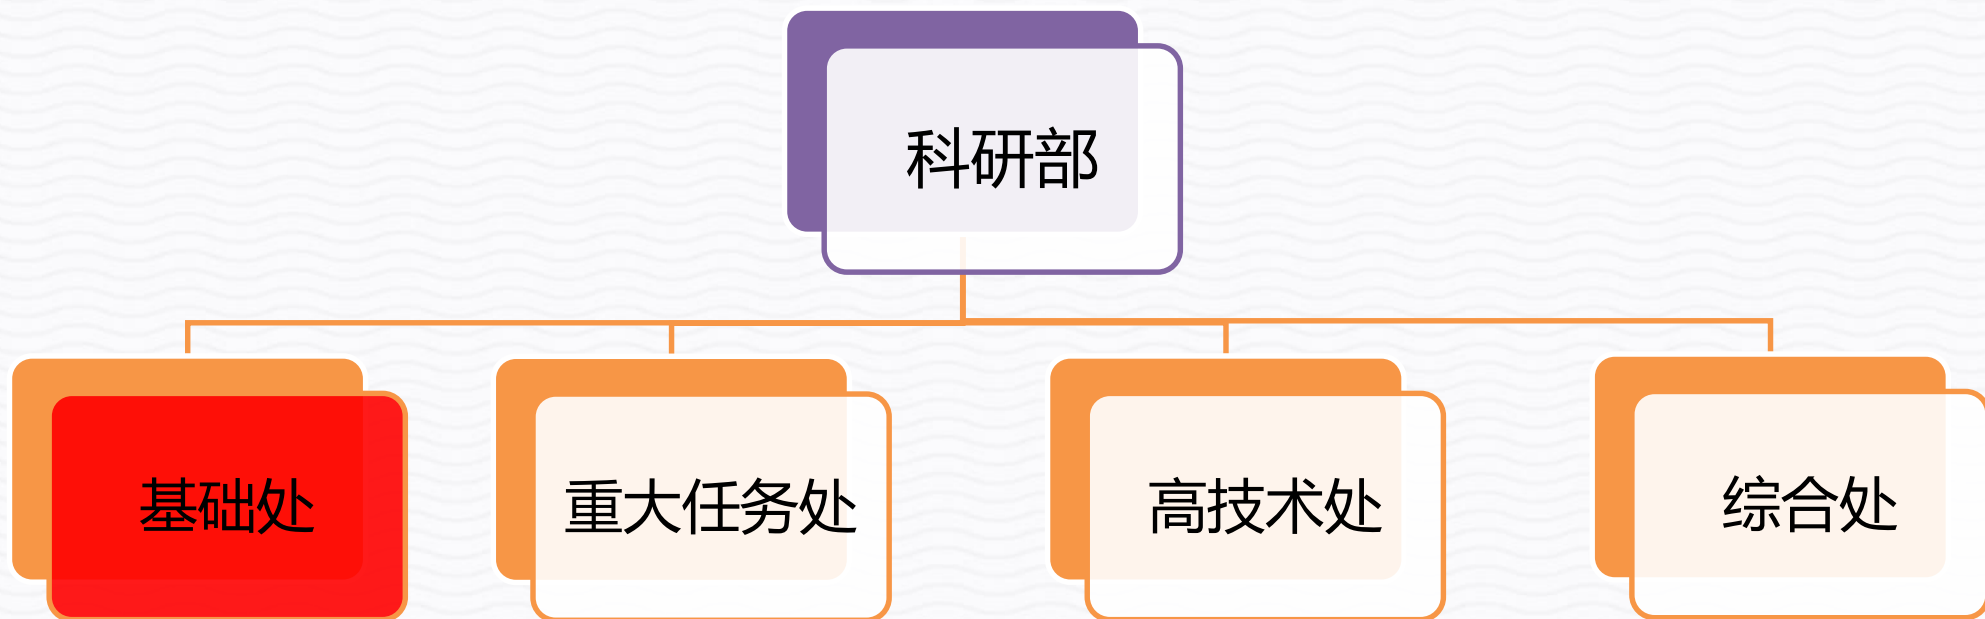 科研部
基础处
重大任务处
高技术处
综合处